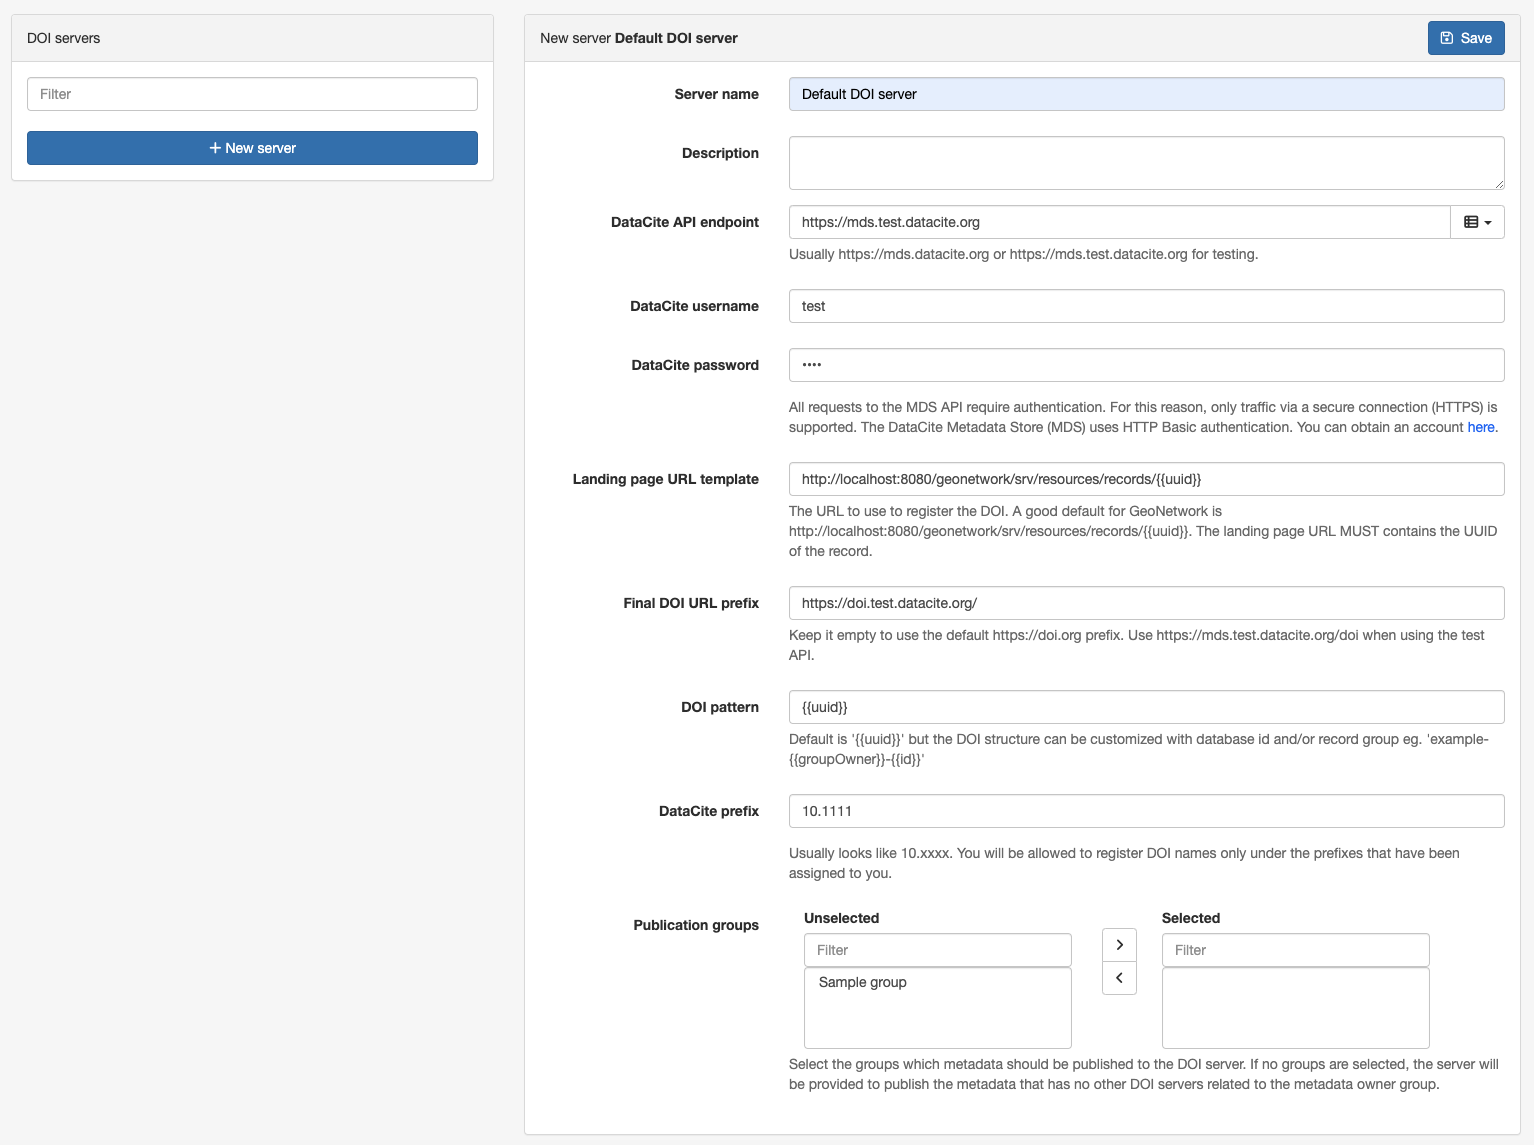 DOI servers
Filter
New server
New server Default DOI server
Save
Server name
Default DOI server
Description
DataCite API endpoint
https://mds.test.datacite.org
Usually https://mds.datacite.org or https://mds.test.datacite.org for testing.
DataCite username
test
DataCite password
••••
All requests to the MDS API require authentication. For this reason, only traffic via a secure connection (HTTPS) is
supported. The DataCite Metadata Store (MDS) uses HTTP Basic authentication. You can obtain an account here.
Landing page URL template
http://localhost:8080/geonetwork/srv/resources/records/{{uuid}}
The URL to use to register the DOI. A good default for GeoNetwork is
http://localhost:8080/geonetwork/srv/resources/records/{{uuid}}. The landing page URL MUST contains the UUID
of the record.
Final DOI URL prefix
https://doi.test.datacite.org/
Keep it empty to use the default https://doi.org prefix. Use https://mds.test.datacite.org/doi when using the test
API.
DOI pattern
{{uuid}}
Default is '{{uuid}}' but the DOI structure can be customized with database id and/or record group eg. 'example-
{{groupOwner}}-{{id}}'
DataCite prefix
10.1111
Usually looks like 10.xxxx. You will be allowed to register DOI names only under the prefixes that have been
assigned to you.
Publication groups
Unselected
Filter
Sample group
Selected
Filter
Select the groups which metadata should be published to the DOI server. If no groups are selected, the server will
be provided to publish the metadata that has no other DOI servers related to the metadata owner group.